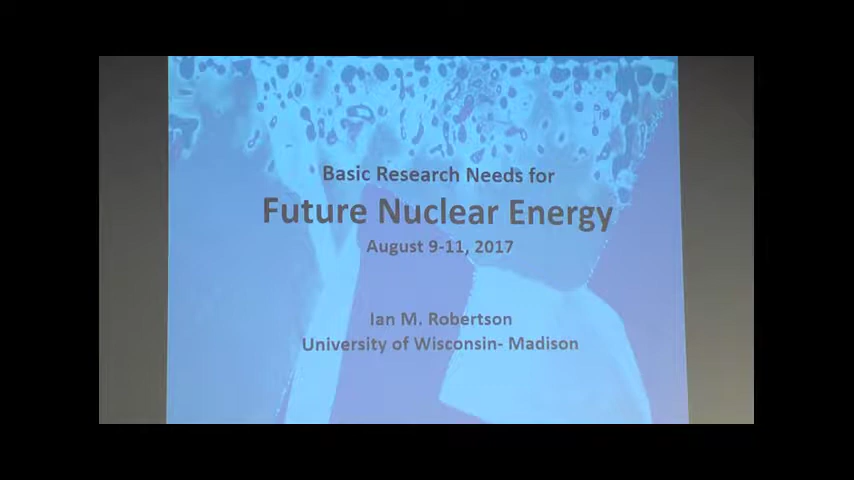 Basic Research Needs for
Future Nuclear Energy
August 9-11, 2017
Ian M. Robertson
University of Wisconsin- Madison